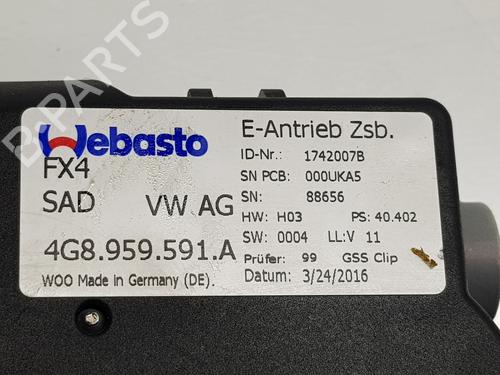 B-PARTS
Webasto
FX4
SAD VW AG
4G8.959.591.A
WOO Made in Germany (DE).
E-Antrieb Zsb.
ID-Nr.: 1742007B
SN PCB: 000UKA5
SN: 88656
HW: H03 PS: 40.402
SW: 0004 LL:V 11
Prüfer: 99 GSS Clip
Datum: 3/24/2016